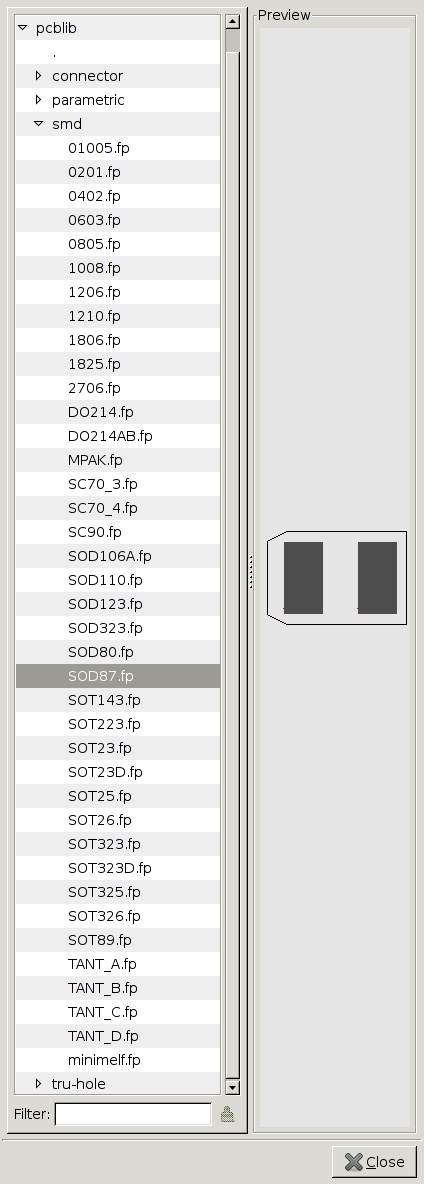 Preview
pcblib
.
connector
parametric
smd
01005.fp
0201.fp
0402.fp
0603.fp
0805.fp
1008.fp
1206.fp
1210.fp
1806.fp
1825.fp
2706.fp
DO214.fp
DO214AB.fp
MPAK.fp
SC70_3.fp
SC70_4.fp
SC90.fp
SOD106A.fp
SOD110.fp
SOD123.fp
SOD323.fp
SOD80.fp
SOD87.fp
SOT143.fp
SOT223.fp
SOT23.fp
SOT23D.fp
SOT25.fp
SOT26.fp
SOT323.fp
SOT323D.fp
SOT325.fp
SOT326.fp
SOT89.fp
TANT_A.fp
TANT_B.fp
TANT_C.fp
TANT_D.fp
minimelf.fp
tru-hole
Filter:
Close